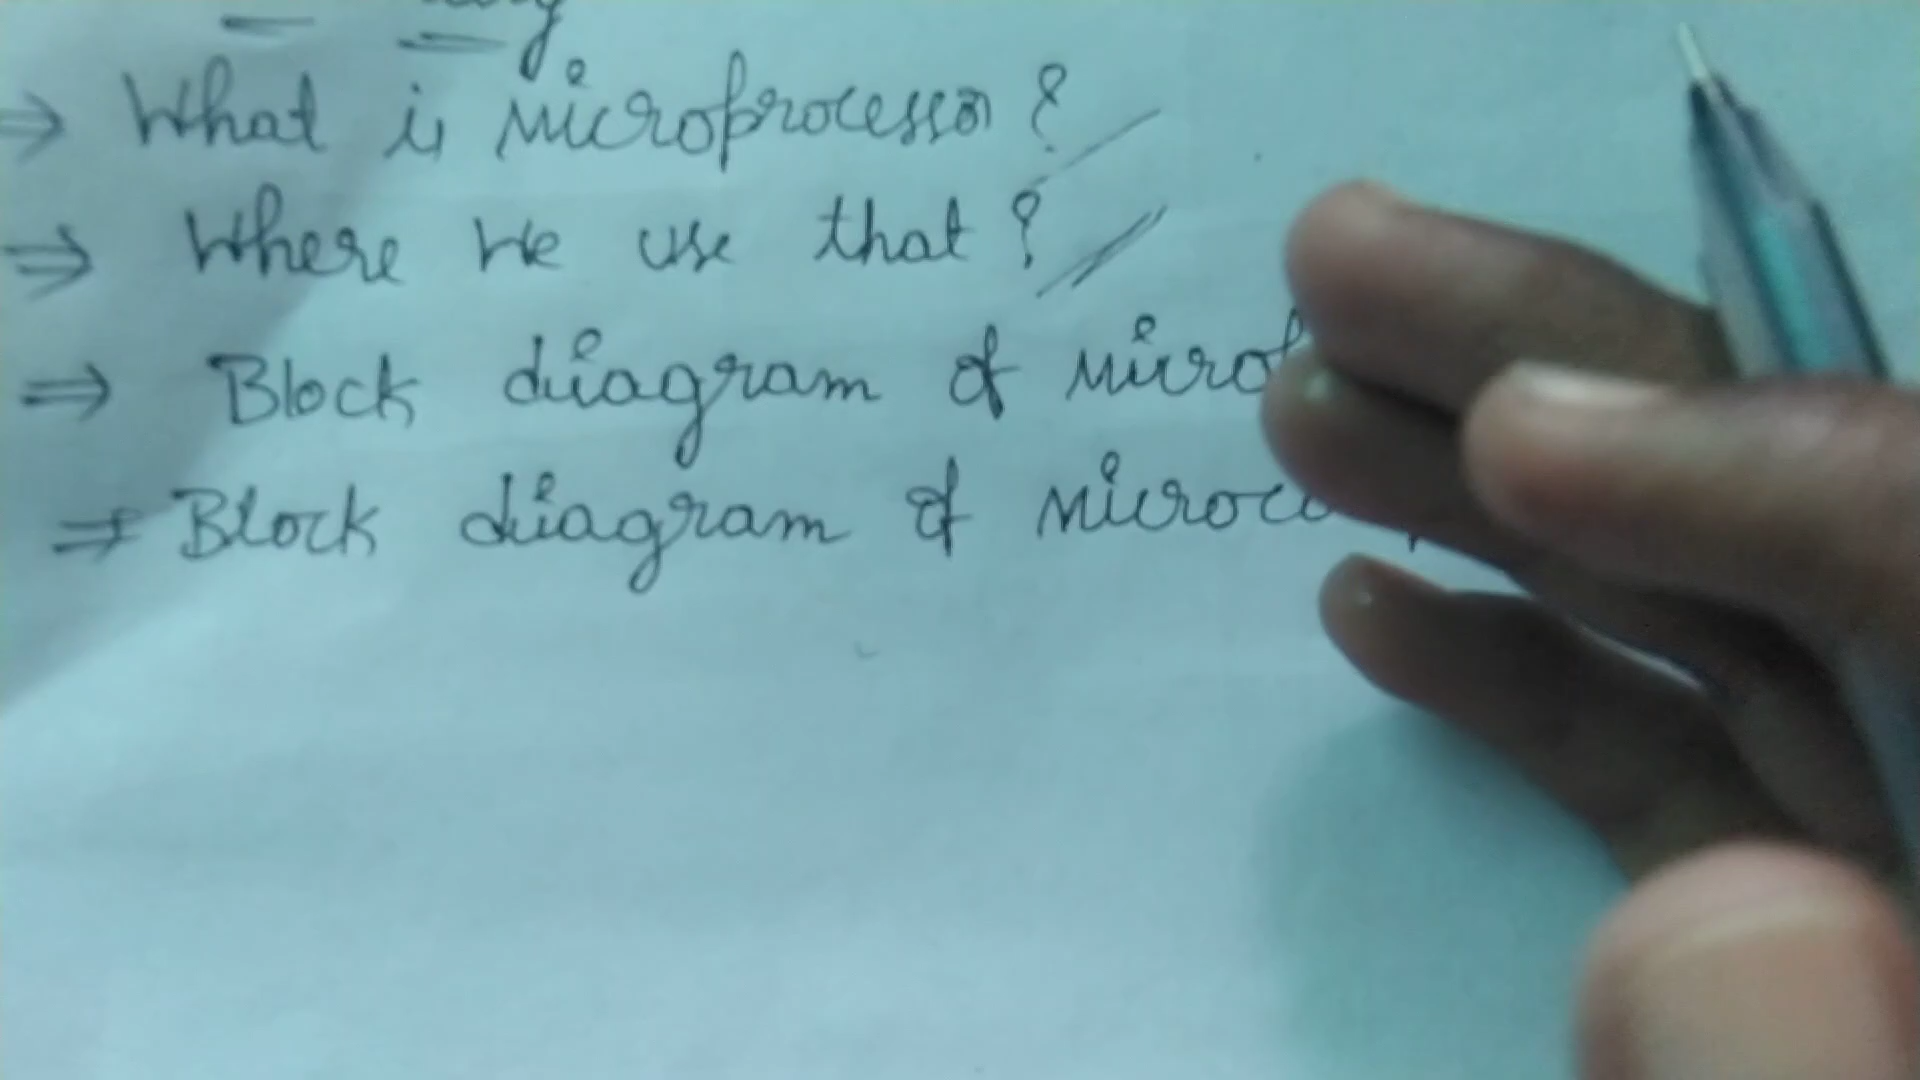 ⇒ What is microprocessor ?
⇒ Where we use that ?
⇒ Block diagram of
⇒ Block diagram of